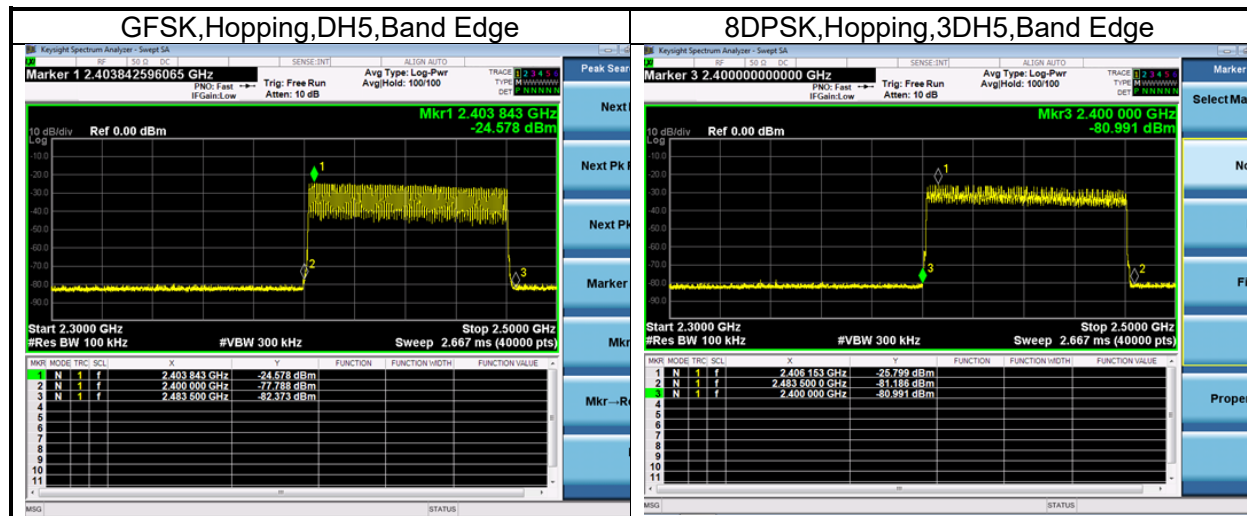 GFSK,Hopping,DH5,Band Edge
Keysight Spectrum Analyzer - Swept SA
RF 50 Ω DC SENSE:INT ALIGN AUTO
Marker 1 2.403842596065 GHz
PNO: Fast
IFGain:Low
Trig: Free Run
Atten: 10 dB
Avg Type: Log-Pwr
Avg|Hold: 100/100
TRACE 1 2 3 4 5 6
TYPE M
DET P N N N N N
Peak Sear
Mkr1 2.403 843 GHz
-24.578 dBm
10 dB/div Ref 0.00 dBm
Log
-10.0
-20.0
-30.0
-40.0
-50.0
-60.0
-70.0
-80.0
-90.0
1
2
3
Start 2.3000 GHz
Stop 2.5000 GHz
#Res BW 100 kHz
#VBW 300 kHz
Sweep 2.667 ms (40000 pts)
MKR MODE TRC SCL X Y FUNCTION FUNCTION WIDTH FUNCTION VALUE
1 N 1 f 2.403 843 GHz -24.578 dBm
2 N 1 f 2.400 000 GHz -77.788 dBm
3 N 1 f 2.483 500 GHz -82.373 dBm
4
5
6
7
8
9
10
11
MSG
STATUS
Next
Next Pk
Next Pk
Marker
Mkr
Mkr→R
8DPSK,Hopping,3DH5,Band Edge
Keysight Spectrum Analyzer - Swept SA
RF 50 Ω DC SENSE:INT ALIGN AUTO
Marker 3 2.400000000000 GHz
PNO: Fast
IFGain:Low
Trig: Free Run
Atten: 10 dB
Avg Type: Log-Pwr
Avg|Hold: 100/100
TRACE 1 2 3 4 5 6
TYPE M
DET P N N N N N
Marker
Mkr3 2.400 000 GHz
-80.991 dBm
10 dB/div Ref 0.00 dBm
Log
-10.0
-20.0
-30.0
-40.0
-50.0
-60.0
-70.0
-80.0
-90.0
1
3
2
Start 2.3000 GHz
Stop 2.5000 GHz
#Res BW 100 kHz
#VBW 300 kHz
Sweep 2.667 ms (40000 pts)
MKR MODE TRC SCL X Y FUNCTION FUNCTION WIDTH FUNCTION VALUE
1 N 1 f 2.406 153 GHz -25.799 dBm
2 N 1 f 2.483 500 0 GHz -81.186 dBm
3 N 1 f 2.400 000 GHz -80.991 dBm
4
5
6
7
8
9
10
11
MSG
STATUS
Select Ma
No
Fi
Proper